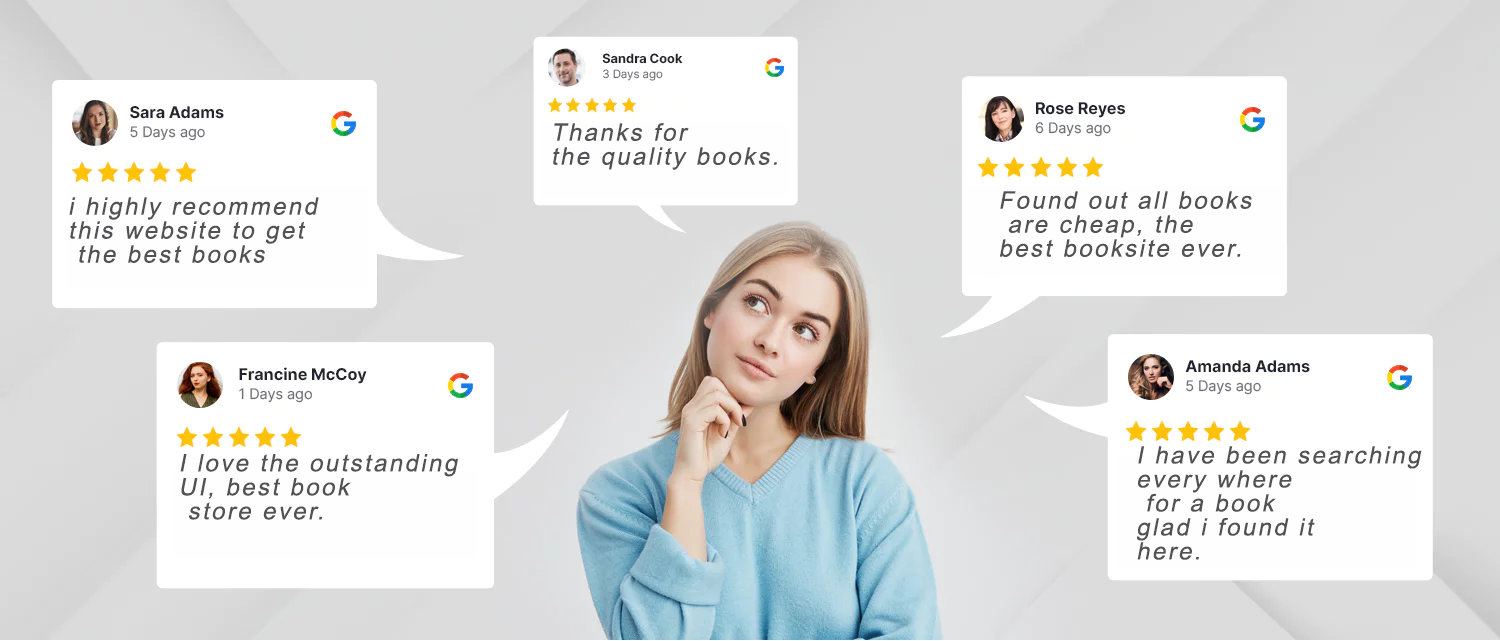 Sara Adams
5 Days ago
i highly recommend
this website to get
the best books
Sandra Cook
3 Days ago
Thanks for
the quality books.
Rose Reyes
6 Days ago
Found out all books
are cheap, the
best booksite ever.
Francine McCoy
1 Days ago
I love the outstanding
UI, best book
store ever.
Amanda Adams
5 Days ago
I have been searching
every where
for a book
glad i found it
here.